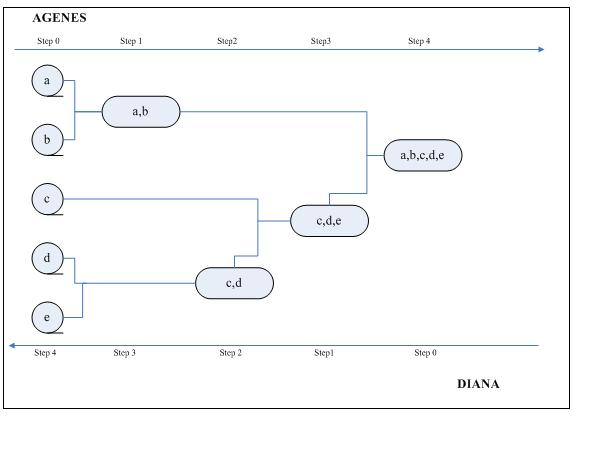 AGENES
Step 0 Step 1 Step2 Step3 Step 4
a
a,b
b
a,b,c,d,e
c
c,d,e
d
c,d
e
Step 4 Step 3 Step 2 Step1 Step 0
DIANA